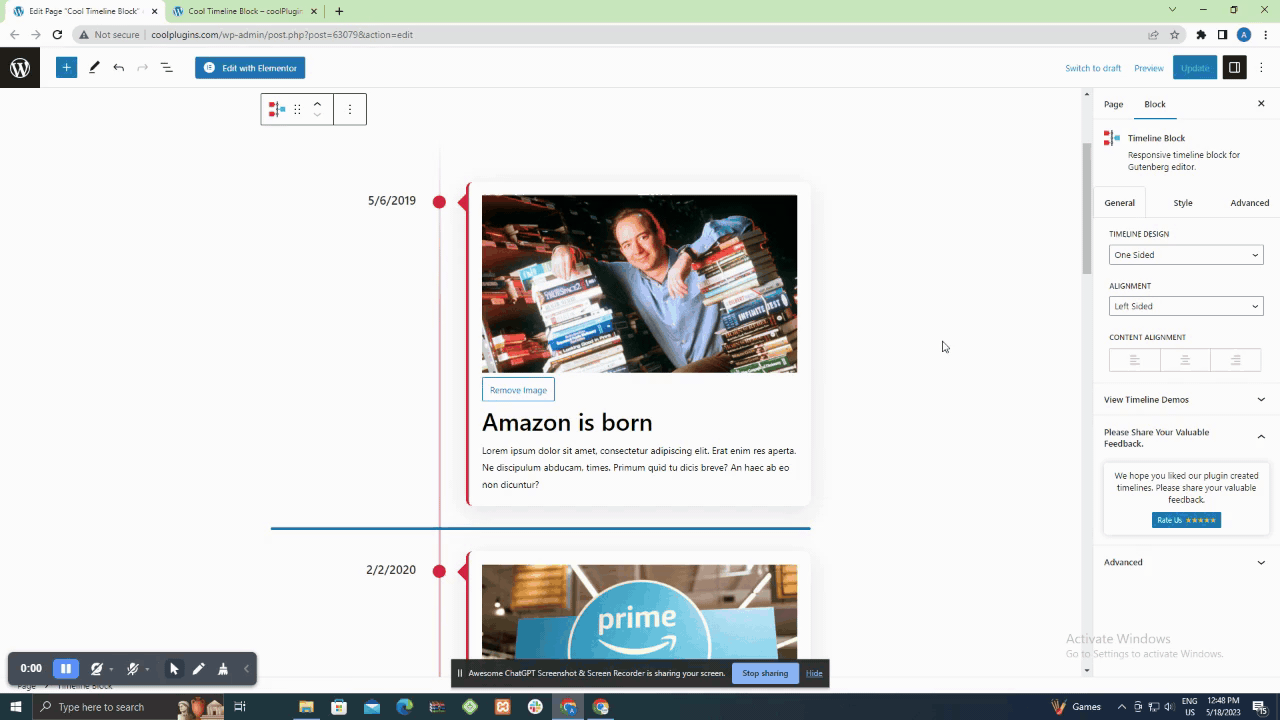 Edit Page "Cool Timeline Block"
Cool Timeline Block – coolPlugin
Not secure
coolplugins.com/wp-admin/post.php?post=63079&action=edit
A
Edit with Elementor
Switch to draft
Preview
Update
Page
Block
Timeline Block
Responsive timeline block for
Gutenberg editor.
General
Style
Advanced
TIMELINE DESIGN
One Sided
ALIGNMENT
Left Sided
CONTENT ALIGNMENT
View Timeline Demos
Please Share Your Valuable
Feedback.
We hope you liked our plugin created
timelines. Please share your valuable
feedback.
Rate Us ★★★★★
Advanced
5/6/2019
INFINITE JEST
Remove Image
Amazon is born
Lorem ipsum dolor sit amet, consectetur adipiscing elit. Erat enim res aperta.
Ne discipulum abducam, times. Primum quid tu dicis breve? An haec ab eo
non dicuntur?
2/2/2020
prime
Activate Windows
Go to Settings to activate Windows.
0:00
Awesome ChatGPT Screenshot & Screen Recorder is sharing your screen.
Stop sharing
Hide
Page
Timeline Block
Type here to search
Games
ENG
US
12:48 PM
5/18/2023